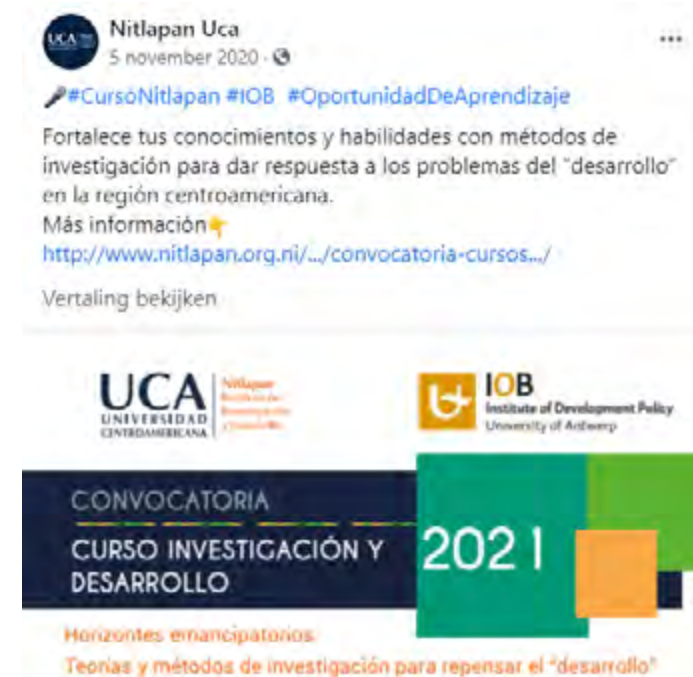 UCA
Nitlapan Uca
5 november 2020
#CursoNitlapan #IOB #OportunidadDeAprendizaje
Fortalece tus conocimientos y habilidades con métodos de
investigación para dar respuesta a los problemas del "desarrollo"
en la región centroamericana.
Más información👇
http://www.nitlapan.org.ni/.../convocatoria-cursos.../
Vertaling bekijken
UCA
UNIVERSIDAD
CENTROAMERICANA
Nitlapan
IOB
Institute of Development Policy
University of Antwerp
CONVOCATORIA
CURSO INVESTIGACIÓN Y
DESARROLLO
2021
Horizontes emancipatorios
Teorías y métodos de investigación para repensar el "desarrollo"